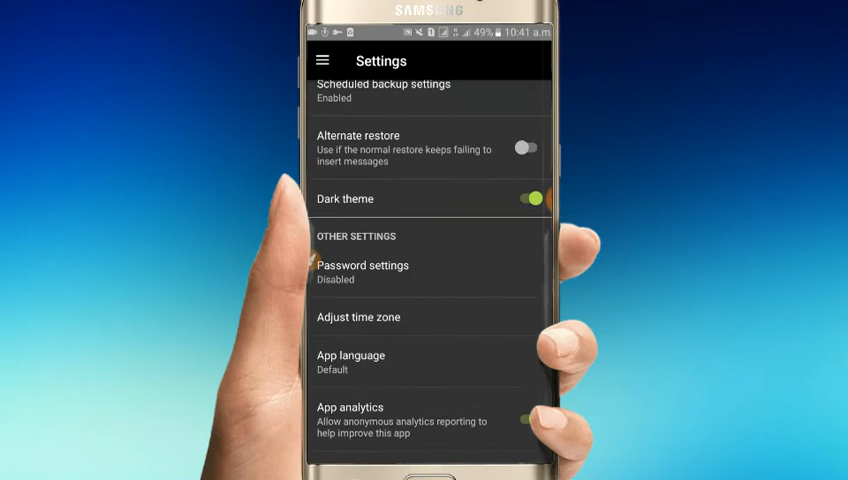 SAMSUNG
49% 10:41 a.m.
Settings
Scheduled backup settings
Enabled
Alternate restore
Use if the normal restore keeps failing to
insert messages
Dark theme
OTHER SETTINGS
Password settings
Disabled
Adjust time zone
App language
Default
App analytics
Allow anonymous analytics reporting to
help improve this app